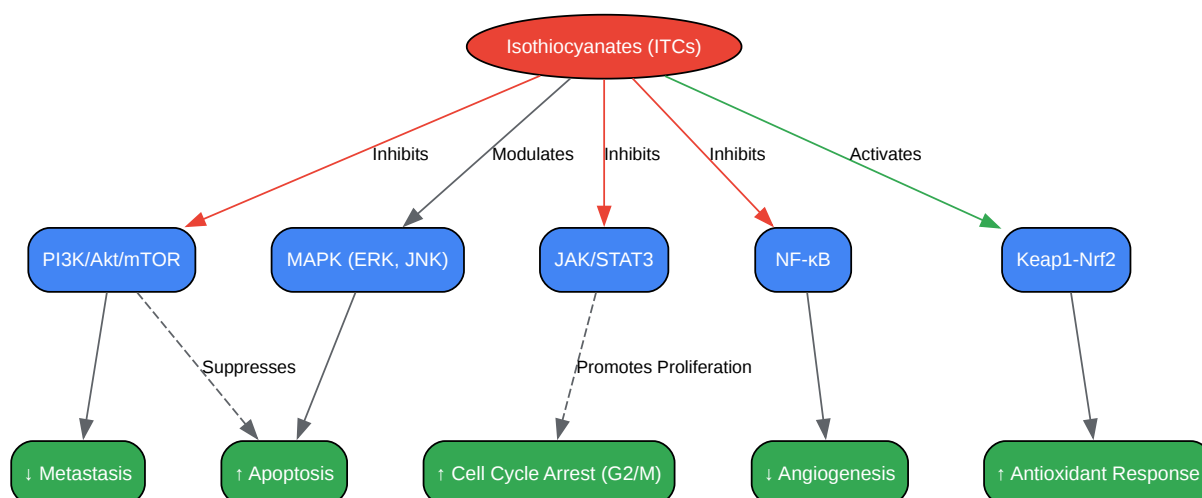 Isothiocyanates (ITCs)
Inhibits
Modulates
Inhibits
Inhibits
Activates
PI3K/Akt/mTOR
MAPK (ERK, JNK)
JAK/STAT3
NF-κB
Keap1-Nrf2
Suppresses
Promotes Proliferation
↓ Metastasis
↑ Apoptosis
↑ Cell Cycle Arrest (G2/M)
↓ Angiogenesis
↑ Antioxidant Response